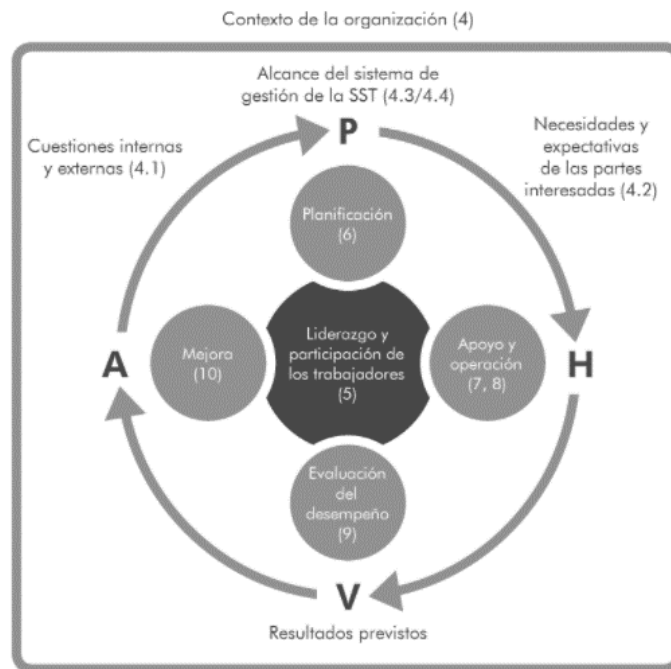 Contexto de la organización (4)
Alcance del sistema de
gestión de la SST (4.3/4.4)
Cuestiones internas
y externas (4.1)
P
Necesidades y
expectativas
de las partes
interesadas (4.2)
Planificación
(6)
A
Mejora
(10)
Liderazgo y
participación de
los trabajadores
(5)
Apoyo y
operación
(7, 8)
H
Evaluación
del
desempeño
(9)
V
Resultados previstos